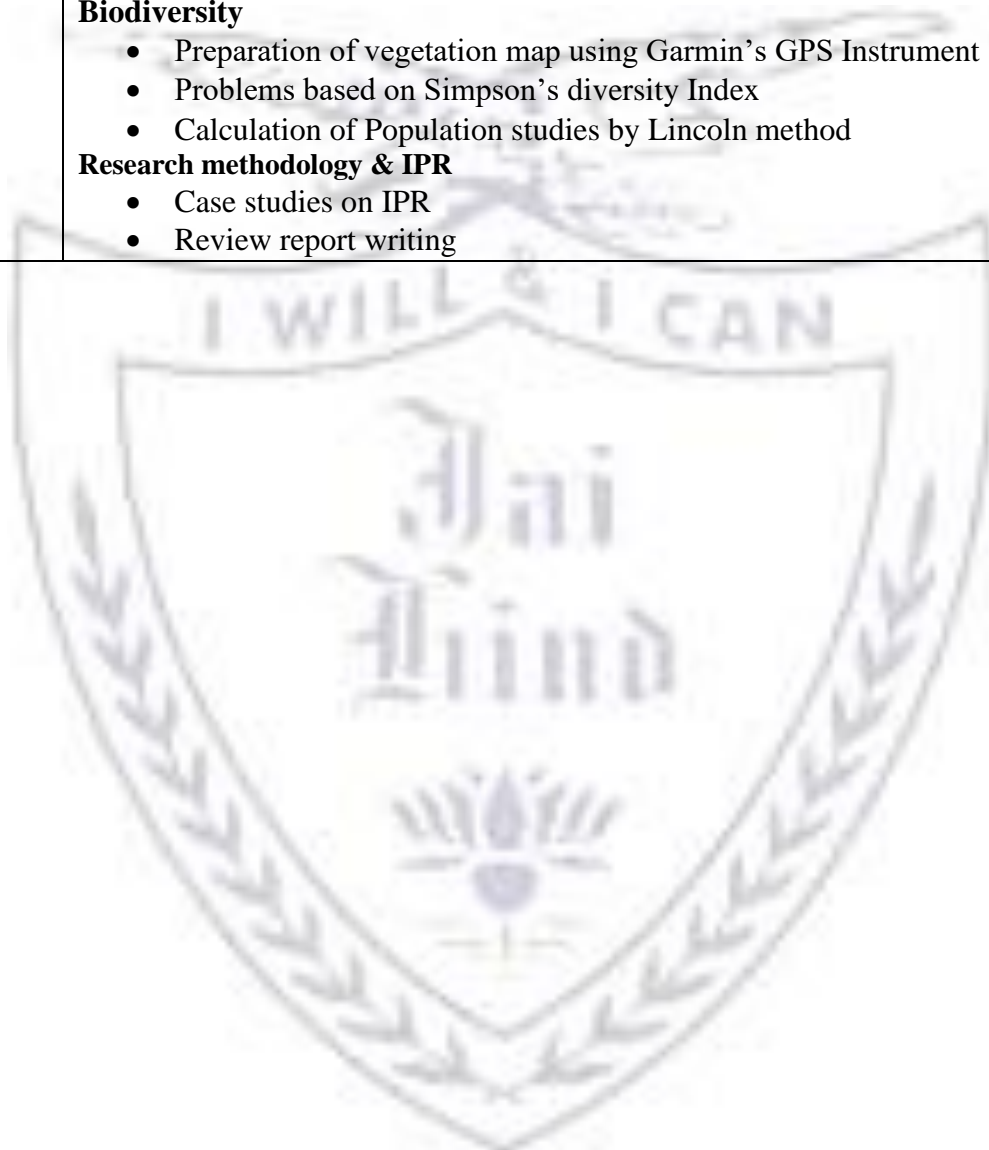 Biodiversity
• Preparation of vegetation map using Garmin’s GPS Instrument
• Problems based on Simpson’s diversity Index
• Calculation of Population studies by Lincoln method
Research methodology & IPR
• Case studies on IPR
• Review report writing
I WILL & I CAN
Jai
Hind